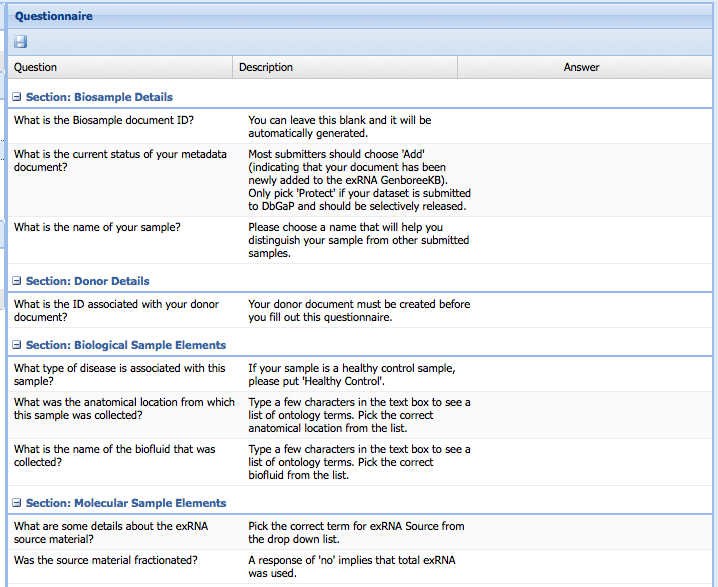 Questionnaire
Question Description Answer
Section: Biosample Details
What is the Biosample document ID? You can leave this blank and it will be
automatically generated.
What is the current status of your metadata Most submitters should choose 'Add'
document? (indicating that your document has been
newly added to the exRNA GenboreeKB).
Only pick 'Protect' if your dataset is submitted
to DbGaP and should be selectively released.
What is the name of your sample? Please choose a name that will help you
distinguish your sample from other submitted
samples.
Section: Donor Details
What is the ID associated with your donor Your donor document must be created before
document? you fill out this questionnaire.
Section: Biological Sample Elements
What type of disease is associated with this If your sample is a healthy control sample,
sample? please put 'Healthy Control'.
What was the anatomical location from which Type a few characters in the text box to see a
this sample was collected? list of ontology terms. Pick the correct
anatomical location from the list.
What is the name of the biofluid that was Type a few characters in the text box to see a
collected? list of ontology terms. Pick the correct
biofluid from the list.
Section: Molecular Sample Elements
What are some details about the exRNA Pick the correct term for exRNA Source from
source material? the drop down list.
Was the source material fractionated? A response of 'no' implies that total exRNA
was used.